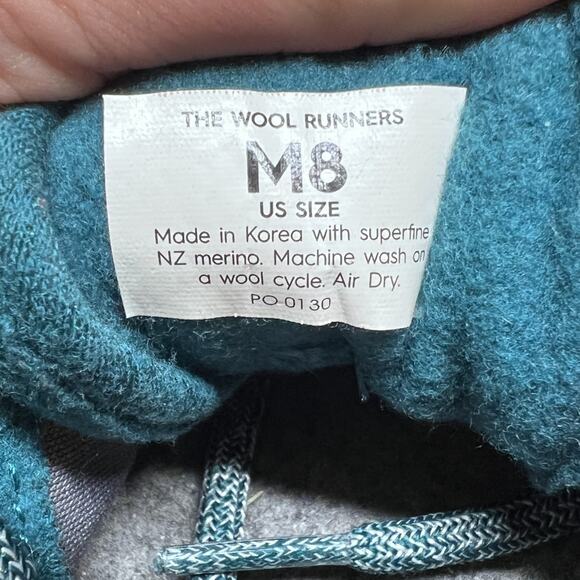 THE WOOL RUNNERS
M8
US SIZE
Made in Korea with superfine
NZ merino. Machine wash on
a wool cycle. Air Dry.
PO-0130